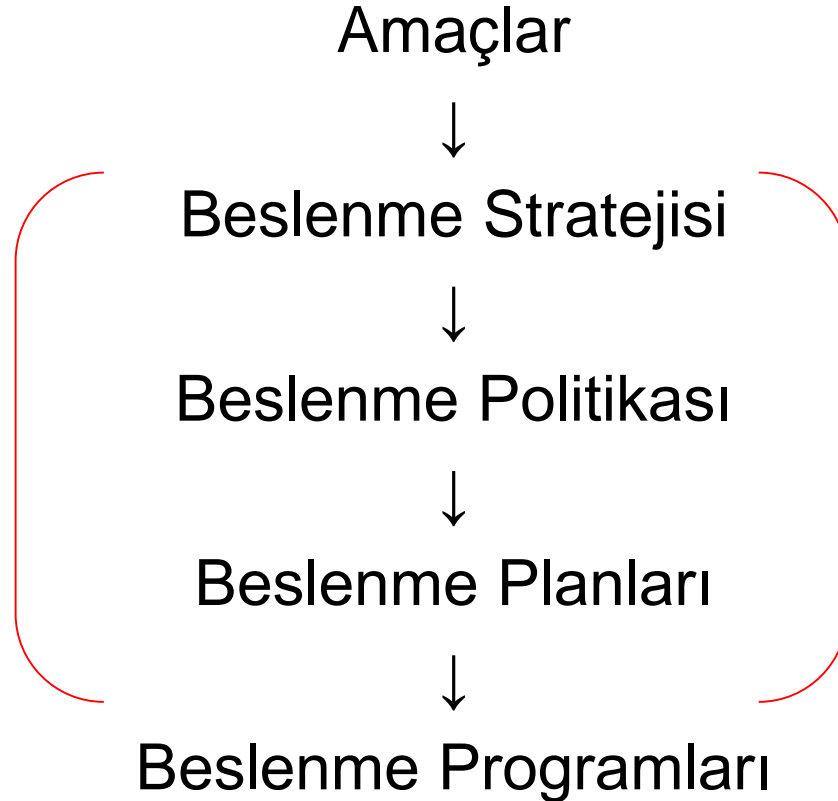 Amaçlar
↓
Beslenme Stratejisi
↓
Beslenme Politikası
↓
Beslenme Planları
↓
Beslenme Programları